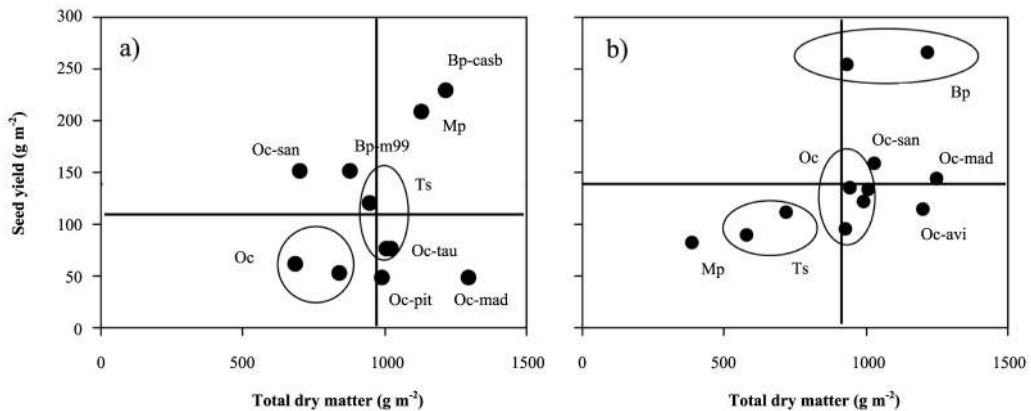 a)
Seed yield (g m-2)
300
250
200
150
100
50
0
Bp-casb
Mp
Oc-san
Bp-m99
Ts
Oc
Oc-tau
Oc-pit
Oc-mad
0
500
1000
1500
Total dry matter (g m-2)
b)
Bp
Oc
Oc-san
Oc-mad
Oc-avi
Mp
Ts
0
500
1000
1500
Total dry matter (g m-2)